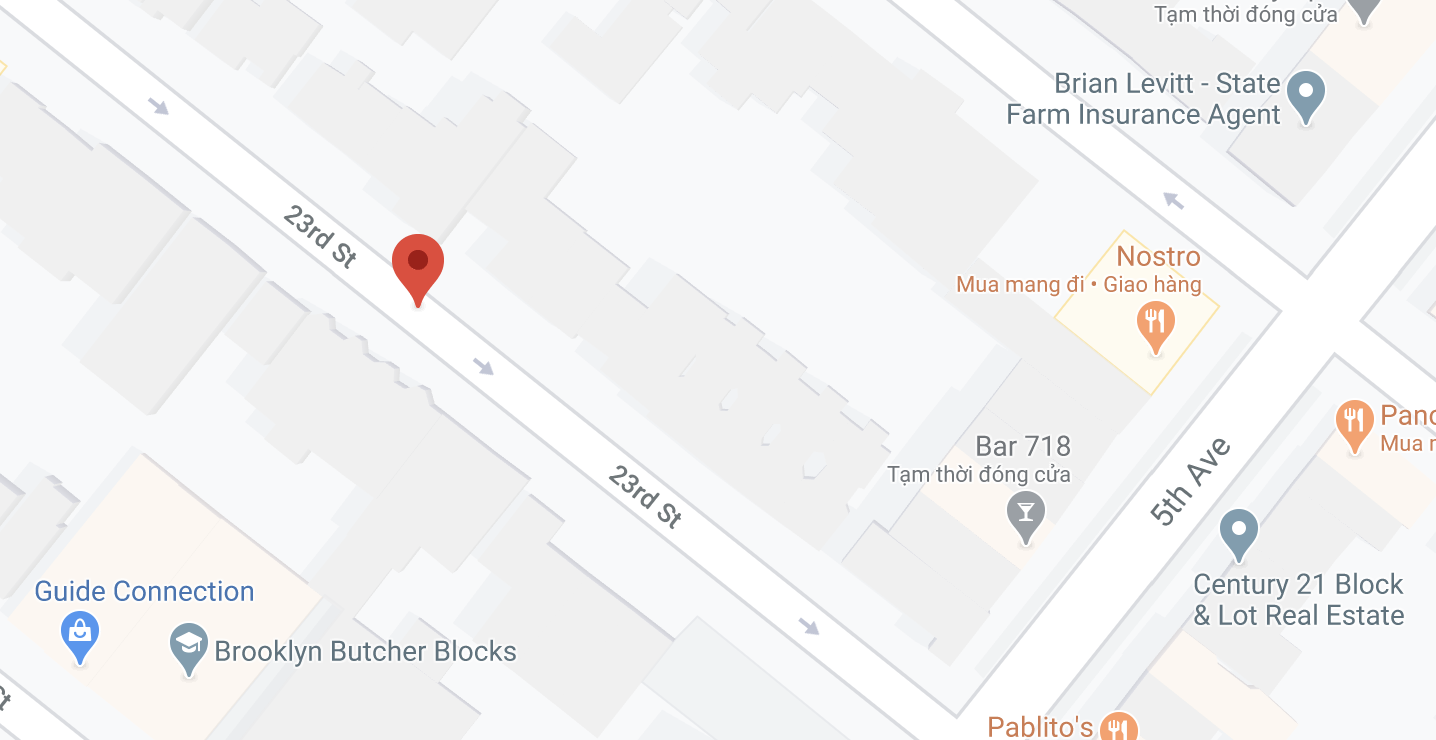 Tạm thời đóng cửa
Brian Levitt - State
Farm Insurance Agent
23rd St
Nostro
Mua mang đi • Giao hàng
Bar 718
Tạm thời đóng cửa
5th Ave
23rd St
Century 21 Block
& Lot Real Estate
Guide Connection
Brooklyn Butcher Blocks
St
Pablito's